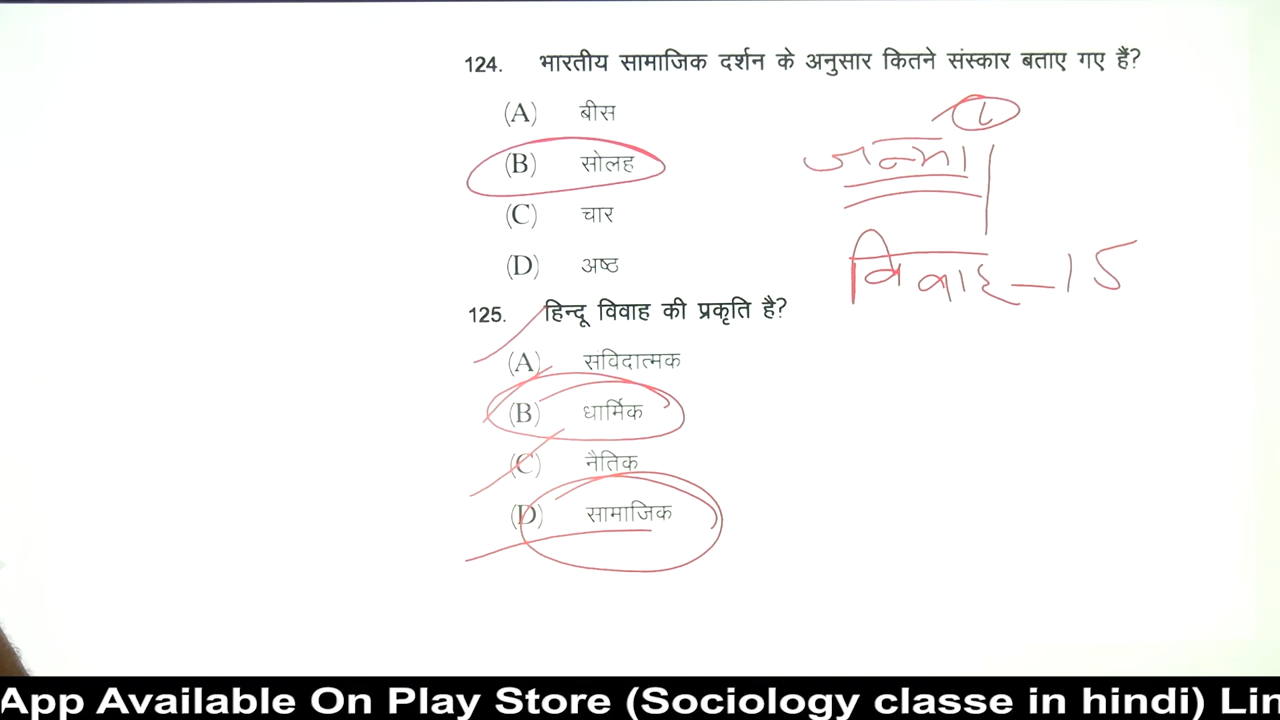 124. भारतीय सामाजिक दर्शन के अनुसार कितने संस्कार बताए गए हैं?
(A) बीस
(B) सोलह
(C) चार
(D) अष्ठ
जन्म
विवाह – 15
125. हिन्दू विवाह की प्रकृति है?
(A) संविदात्मक
(B) धार्मिक
(C) नैतिक
(D) सामाजिक
App Available On Play Store (Sociology classe in hindi) Lin